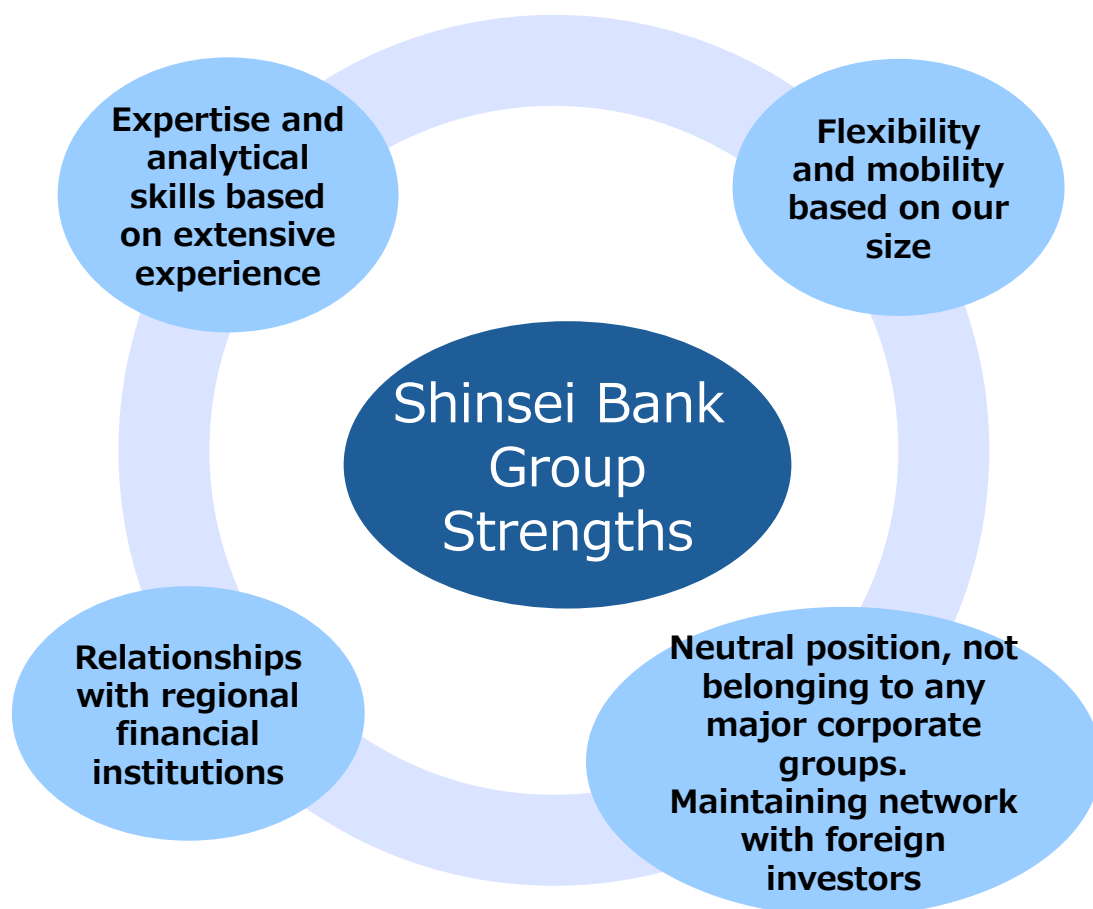 Expertise and
analytical
skills based
on extensive
experience
Flexibility
and mobility
based on our
size
Shinsei Bank
Group
Strengths
Relationships
with regional
financial
institutions
Neutral position, not
belonging to any
major corporate
groups.
Maintaining network
with foreign
investors